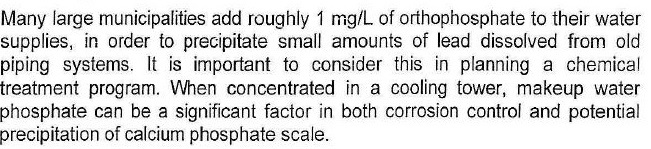 Many large municipalities add roughly 1 mg/L of orthophosphate to their water
supplies, in order to precipitate small amounts of lead dissolved from old
piping systems. It is important to consider this in planning a chemical
treatment program. When concentrated in a cooling tower, makeup water
phosphate can be a significant factor in both corrosion control and potential
precipitation of calcium phosphate scale.